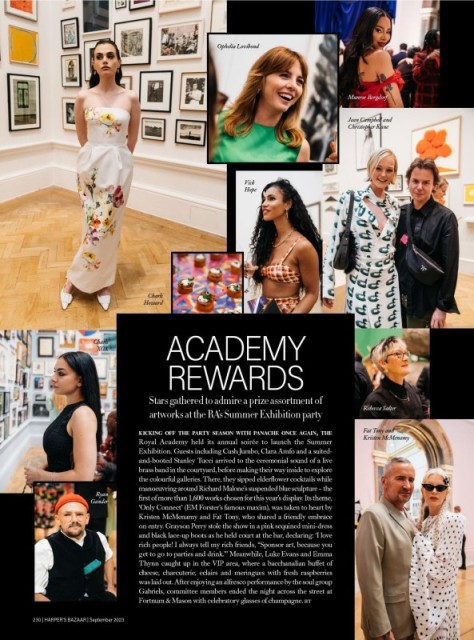 Ophelia Lovibond
Munroe Bergdorf
Jean Campbell and
Christopher Kane
Vick
Hope
Charli
Howard
ACADEMY
REWARDS
Stars gathered to admire a prize assortment of
artworks at the RA's Summer Exhibition party
KICKING OFF THE PARTY SEASON WITH PANACHE ONCE AGAIN, THE
Royal Academy held its annual soirée to launch the Summer
Exhibition. Guests including Cush Jumbo, Clara Amfo and a suited-
and-booted Stanley Tucci arrived to the ceremonial sound of a live
brass band in the courtyard, before making their way inside to explore
the colourful galleries. There, they sipped elderflower cocktails while
manoeuvring around Richard Malone's suspended blue sculpture – the
first of more than 1,600 works chosen for this year's display. Its theme,
'Only Connect' (EM Forster's famous maxim), was taken to heart by
Kristen McMenamy and Fat Tony, who shared a friendly embrace
on entry. Grayson Perry stole the show in a pink sequined mini-dress
and black lace-up boots as he held court at the bar, declaring: 'I love
rich people! I always tell my rich friends, "Sponsor art, because you
get to go to parties and drink."' Meanwhile, Luke Evans and Emma
Thynn caught up in the VIP area, where a bacchanalian buffet of
cheese, charcuterie, eclairs and meringues with fresh raspberries
was laid out. After enjoying an alfresco performance by the soul group
Gabriels, committee members ended the night across the street at
Fortnum & Mason with celebratory glasses of champagne.
Rebecca Salter
Fat Tony and
Kristen McMenamy
Ryan
Gander
230 | HARPER'S BAZAAR | September 2023